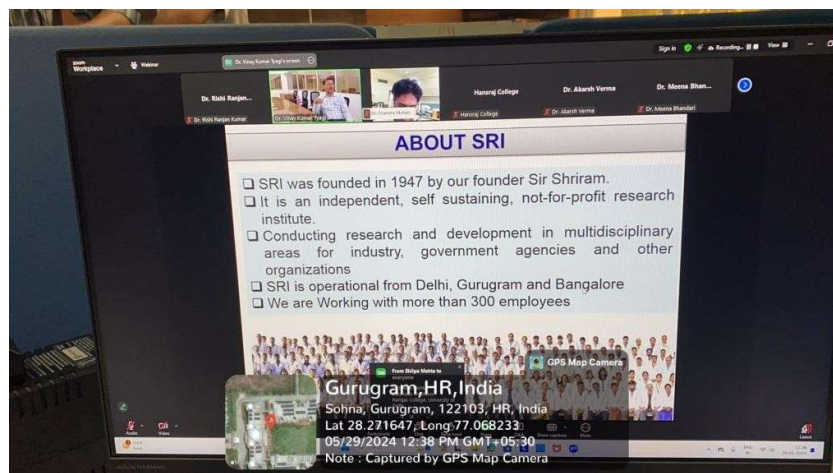 zoom
Workplace
Webinar
Dr. Vinay Kumar Tyagi's screen
Sign in
Recording...
View
Dr. Rishi Ranjan...
Hansraj College
Dr. Akarsh Verma
Dr. Meena Bhan...
Dr. Rishi Ranjan Kumar
Dr. Vinay Kumar Tyagi
Hansraj College
Dr. Akarsh Verma
Dr. Meena Bhandari
ABOUT SRI
SRI was founded in 1947 by our founder Sir Shriram.
It is an independent, self sustaining, not-for-profit research
institute.
Conducting research and development in multidisciplinary
areas for industry, government agencies and other
organizations
SRI is operational from Delhi, Gurugram and Bangalore
We are Working with more than 300 employees
GPS Map Camera
From Shilpa Mehta to
everyone
Gurugram,HR,India
Sohna, Gurugram, 122103, HR, India
Lat 28.271647, Long 77.068233
05/29/2024 12:38 PM GMT+05:30
Note : Captured by GPS Map Camera
Audio
Video
More
Leave
ENG
IN